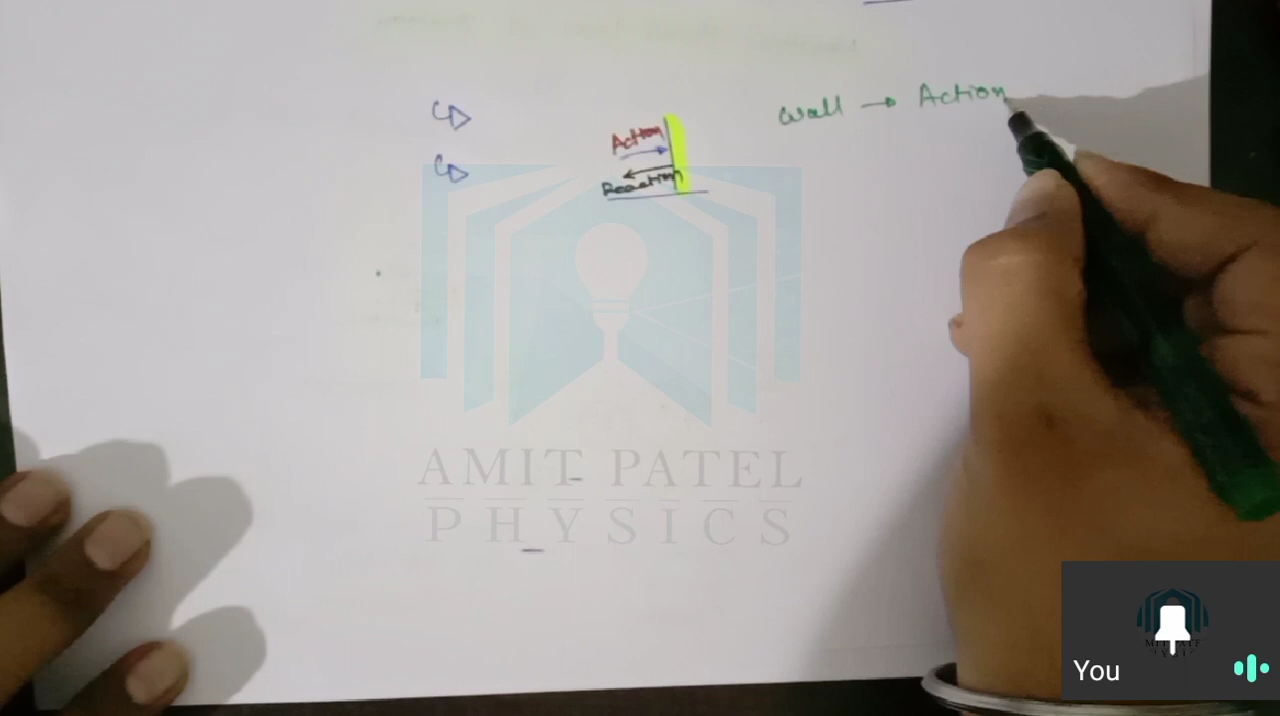 Wall → Action
Action
Reaction
AMIT PATEL
PHYSICS
You